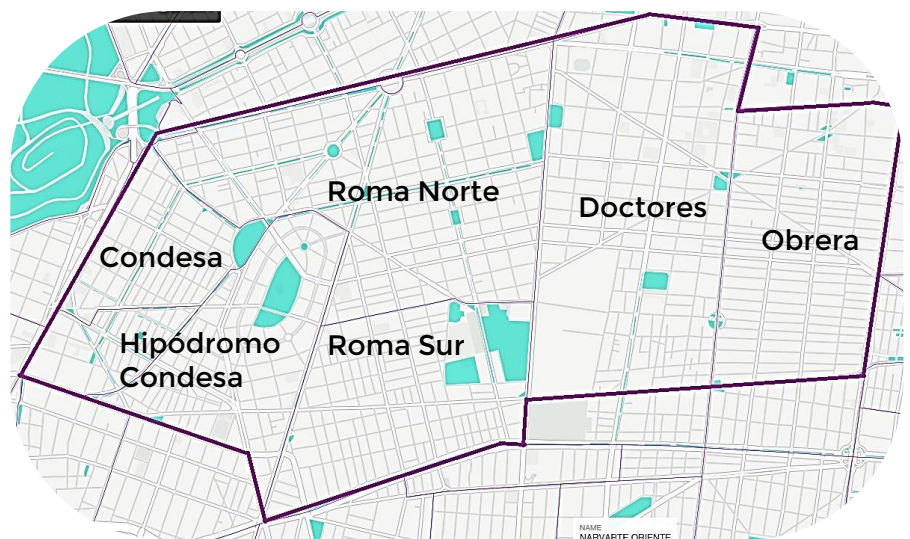 Roma Norte
Doctores
Obrera
Condesa
Hipódromo
Condesa
Roma Sur
NAME
NARVARTE ORIENTE